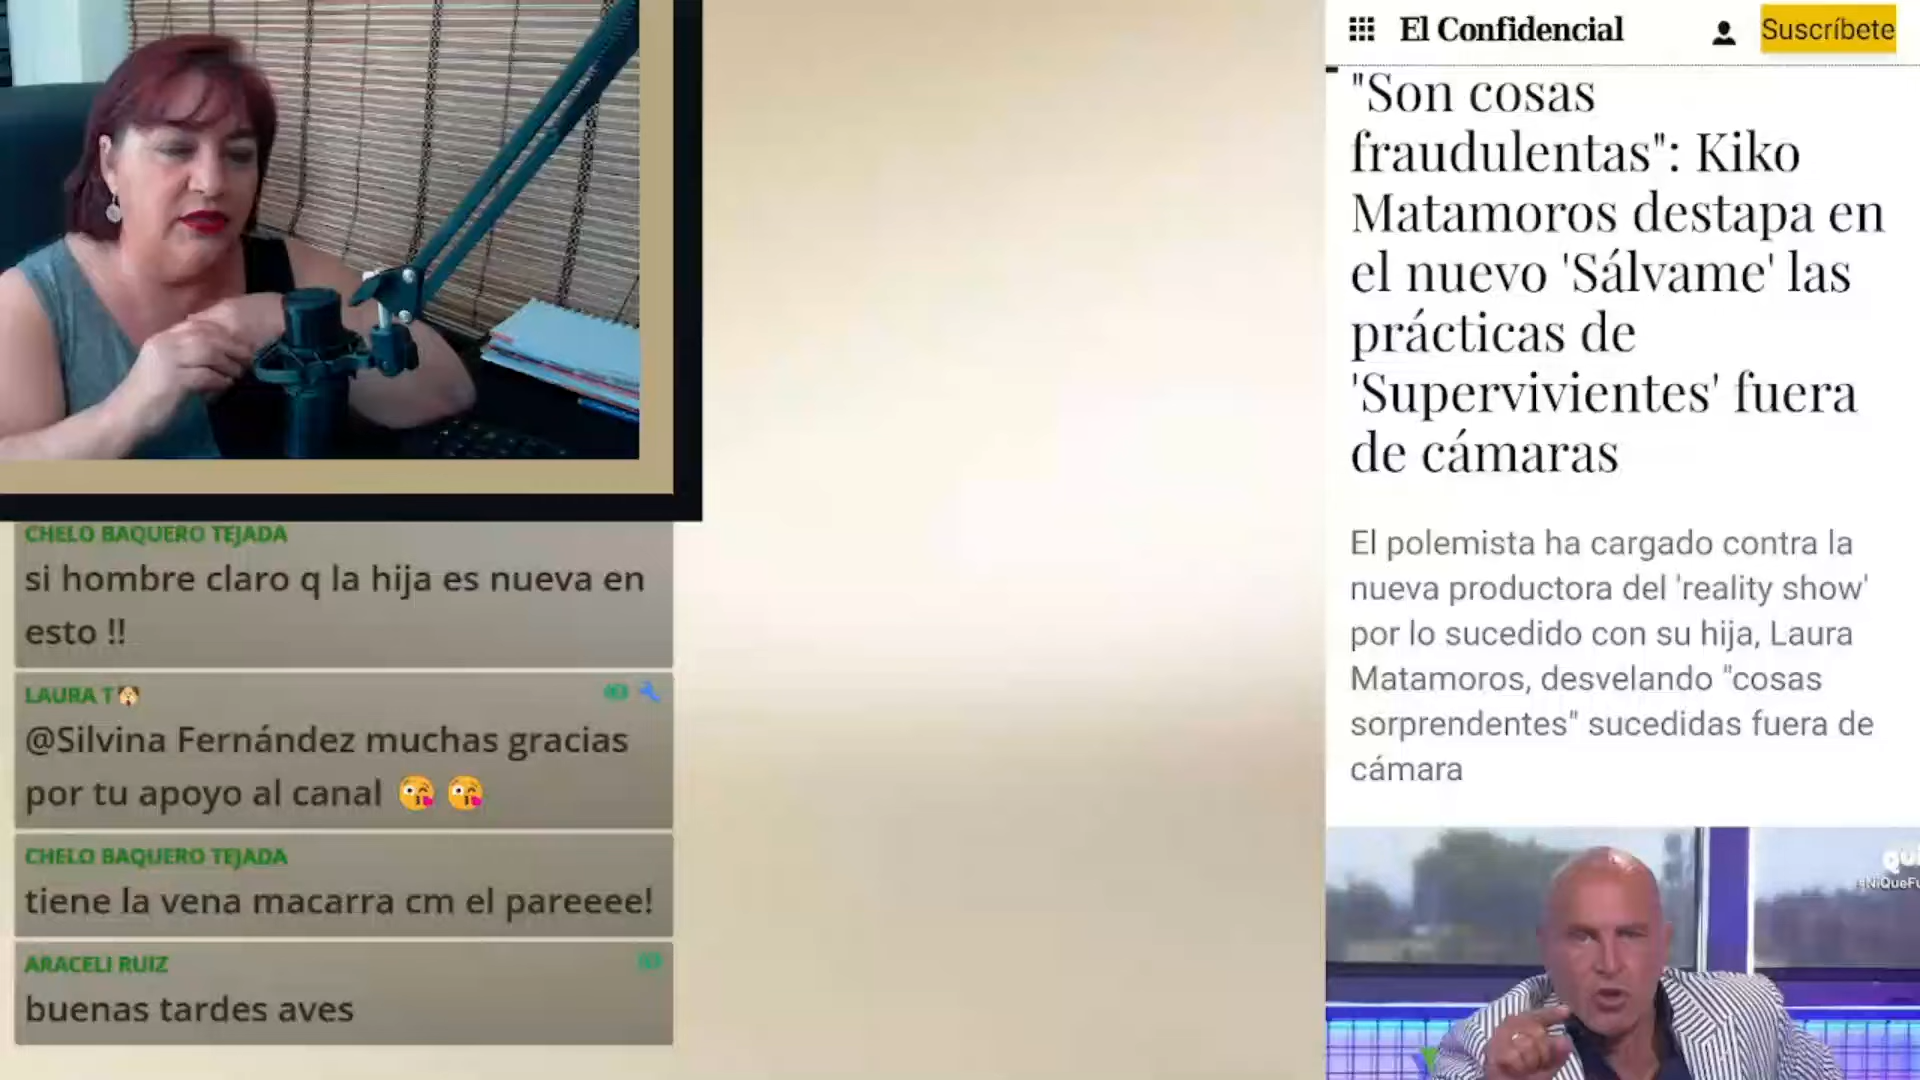 CHELO BAQUERO TEJADA
si hombre claro q la hija es nueva en
esto !!
LAURA T
@Silvina Fernández muchas gracias
por tu apoyo al canal 😘 😘
CHELO BAQUERO TEJADA
tiene la vena macarra cm el pareeee!
ARACELI RUIZ
buenas tardes aves
El Confidencial
Suscríbete
"Son cosas
fraudulentas": Kiko
Matamoros destapa en
el nuevo 'Sálvame' las
prácticas de
'Supervivientes' fuera
de cámaras
El polemista ha cargado contra la
nueva productora del 'reality show'
por lo sucedido con su hija, Laura
Matamoros, desvelando "cosas
sorprendentes" sucedidas fuera de
cámara
qui
#NiQueFu